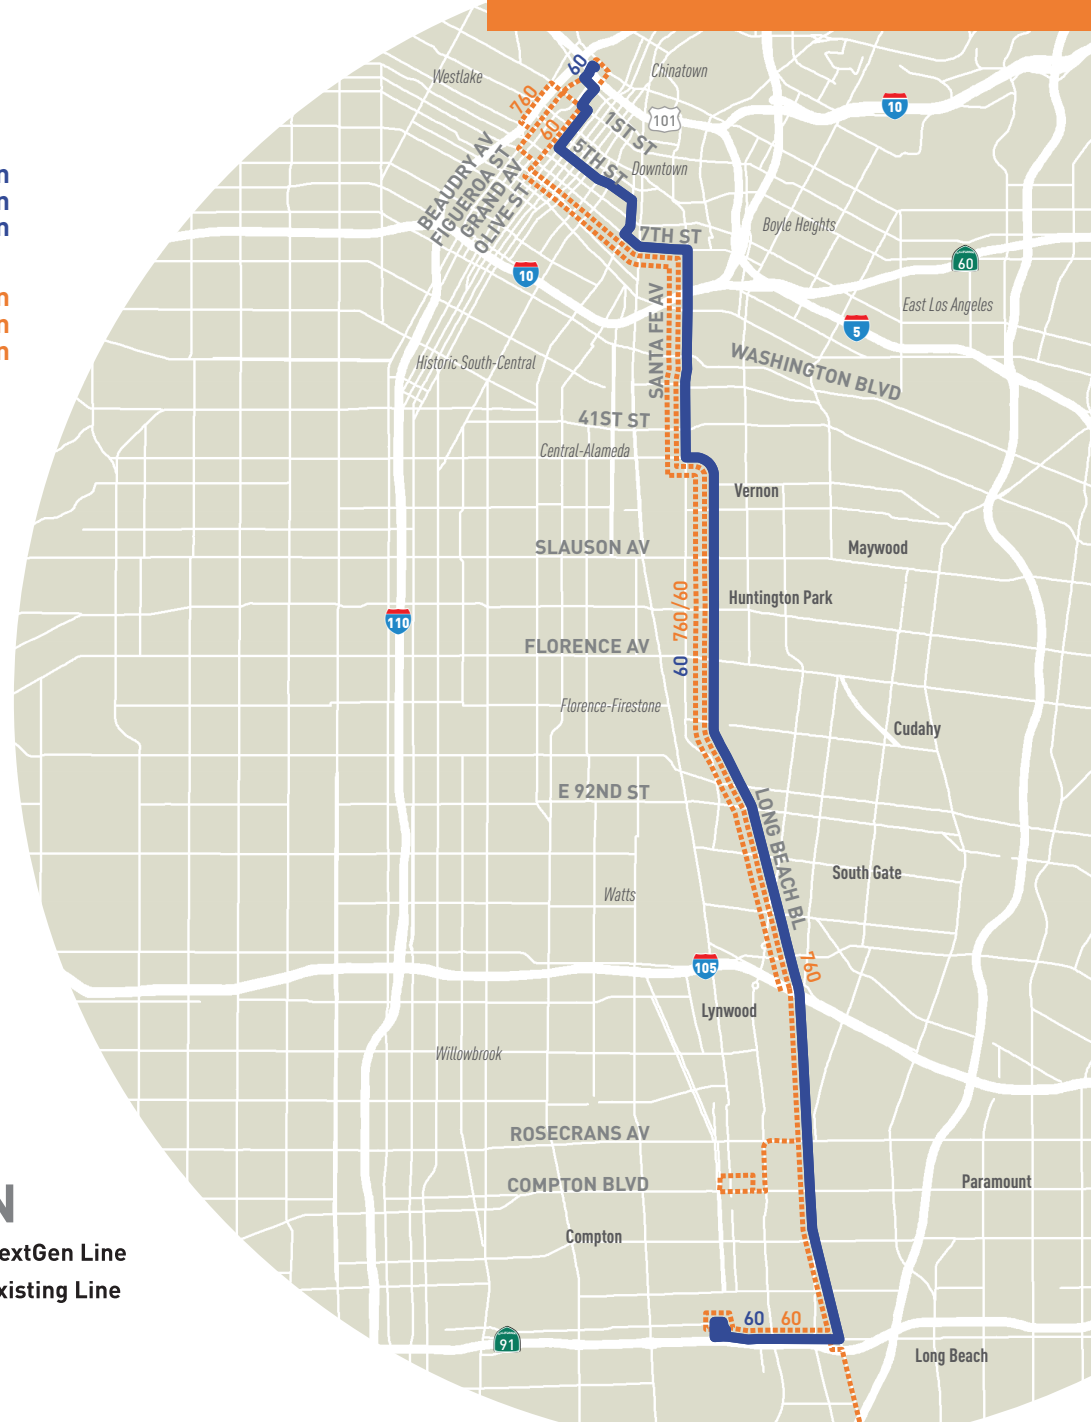 60
Westlake
Chinatown
10
760
101
60
1ST ST
5TH ST
Downtown
BEAUDRY AV
FIGUEROA ST
GRAND AV
OLIVE ST
n
n
n
Boyle Heights
7TH ST
60
10
n
n
n
East Los Angeles
5
SANTA FE AV
WASHINGTON BLVD
Historic South-Central
41ST ST
Central-Alameda
Vernon
SLAUSON AV
Maywood
760/60
Huntington Park
110
FLORENCE AV
60
Florence-Firestone
Cudahy
E 92ND ST
LONG BEACH BL
South Gate
Watts
105
760
Lynwood
Willowbrook
ROSECRANS AV
COMPTON BLVD
Paramount
N
Compton
extGen Line
xisting Line
60 60
91
Long Beach